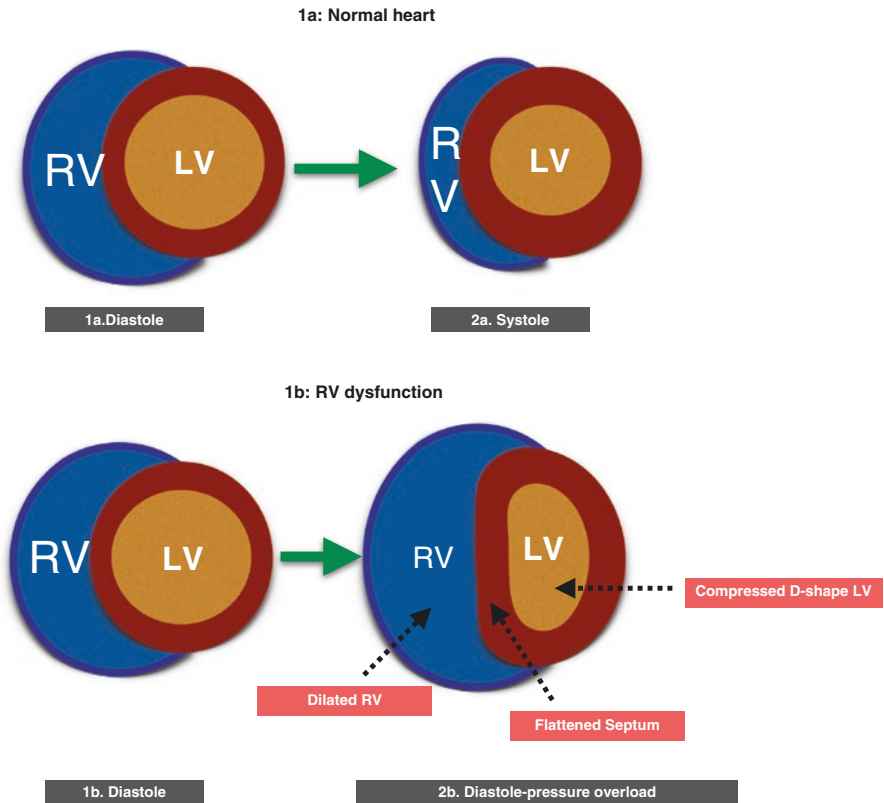 1a: Normal heart
RV
LV
R
V
LV
1a.Diastole
2a. Systole
1b: RV dysfunction
RV
LV
RV
LV
Compressed D-shape LV
Dilated RV
Flattened Septum
1b. Diastole
2b. Diastole-pressure overload